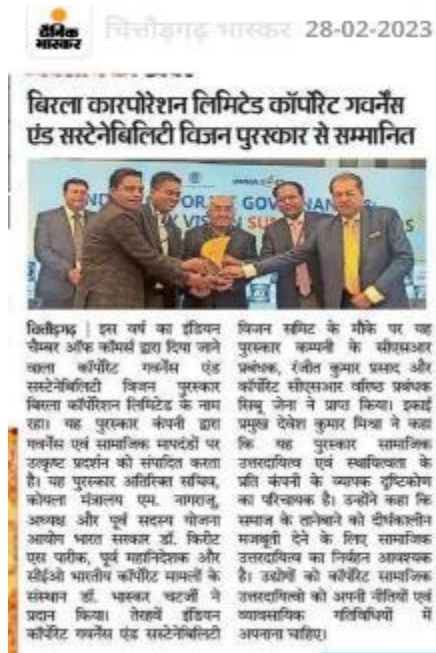 दैनिक
भास्कर
चित्तौड़गढ़ भास्कर 28-02-2023
बिरला कारपोरेशन लिमिटेड कॉर्पोरेट गवर्नेंस
एंड सस्टेनेबिलिटी विजन पुरस्कार से सम्मानित
चित्तौड़गढ़ | इस वर्ष का इंडियन
चैम्बर ऑफ कॉमर्स द्वारा दिया जाने
वाला कॉर्पोरेट गवर्नेंस एंड
सस्टेनेबिलिटी विजन पुरस्कार
बिरला कॉर्पोरेशन लिमिटेड के नाम
रहा। यह पुरस्कार कंपनी द्वारा
गवर्नेंस एवं सामाजिक मापदंडों पर
उत्कृष्ट प्रदर्शन को संपादित करता
है। यह पुरस्कार अतिरिक्त सचिव,
कोयला मंत्रालय एम. नागराजू,
अध्यक्ष और पूर्व सदस्य योजना
आयोग भारत सरकार डॉ. किरीट
एस पारीक, पूर्व महानिदेशक और
सीईओ भारतीय कॉर्पोरेट मामलों के
संस्थान डॉ. भास्कर चटर्जी ने
प्रदान किया। तेरहवें इंडियन
कॉर्पोरेट गवर्नेंस एंड सस्टेनेबिलिटी
विजन समिट के मौके पर यह
पुरस्कार कम्पनी के सीएसआर
प्रबंधक, रंजीत कुमार प्रसाद और
कॉर्पोरेट सीएसआर वरिष्ठ प्रबंधक
सिबू जेना ने प्राप्त किया। इकाई
प्रमुख देवेश कुमार मिश्रा ने कहा
कि यह पुरस्कार सामाजिक
उत्तरदायित्व एवं स्थायित्वता के
प्रति कंपनी के व्यापक दृष्टिकोण
का परिचायक है। उन्होंने कहा कि
समाज के तानेबाने को दीर्घकालीन
मजबूती देने के लिए सामाजिक
उत्तरदायित्व का निर्वहन आवश्यक
है। उद्योगों को कॉर्पोरेट सामाजिक
उत्तरदायित्वो को अपनी नीतियों एवं
व्यावसायिक गतिविधियों में
अपनाना चाहिए।